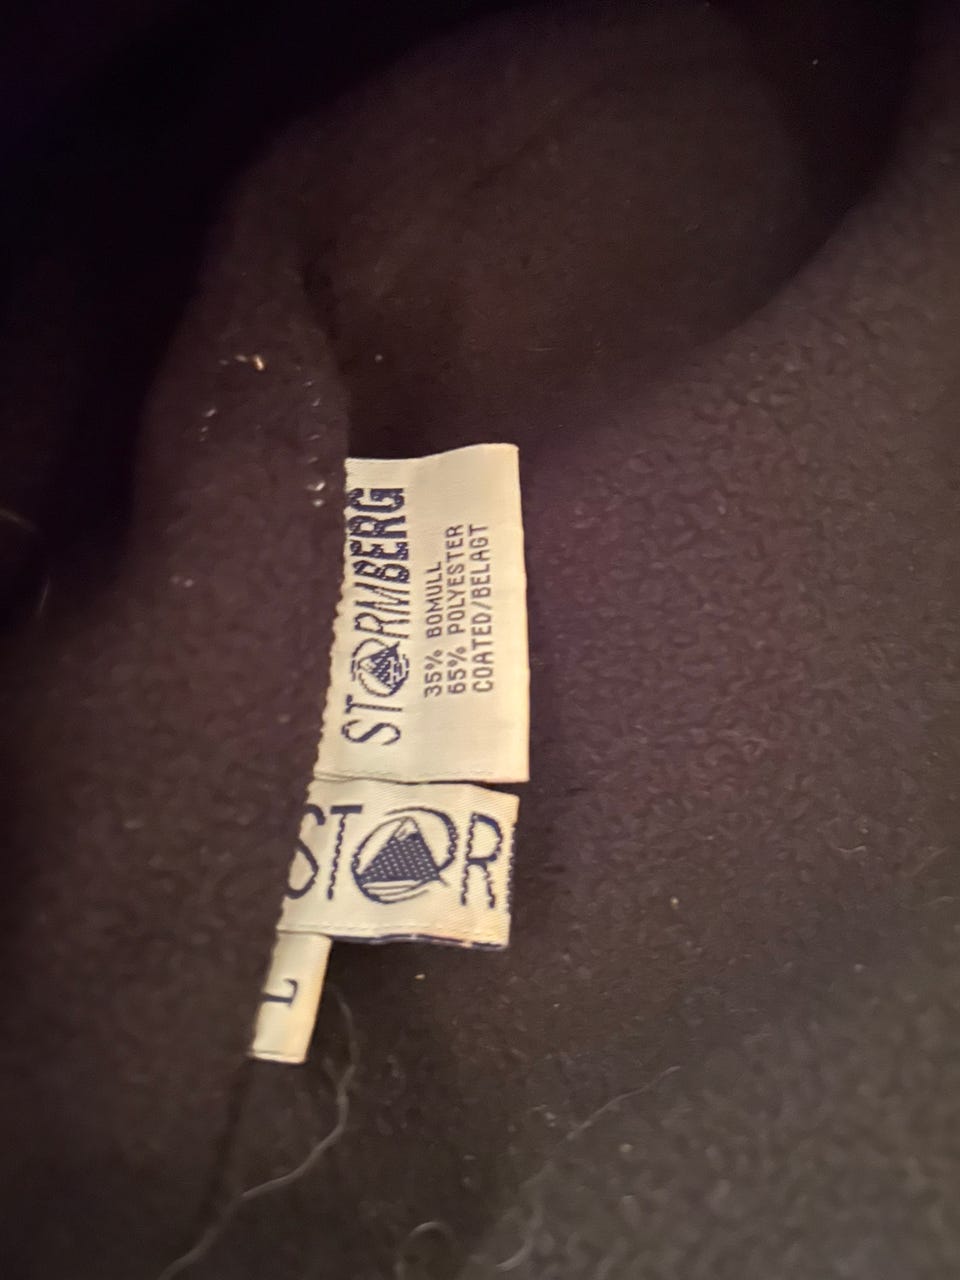 STORMBERG
35% BOMULL
65% POLYESTER
COATED/BELAGT
STOR
L